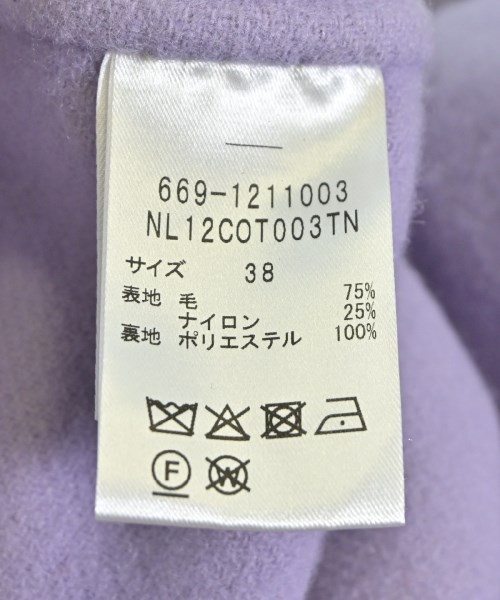 669-1211003
NL12COT003TN
サイズ 38
表地 毛 75%
ナイロン 25%
裏地 ポリエステル 100%
F
W